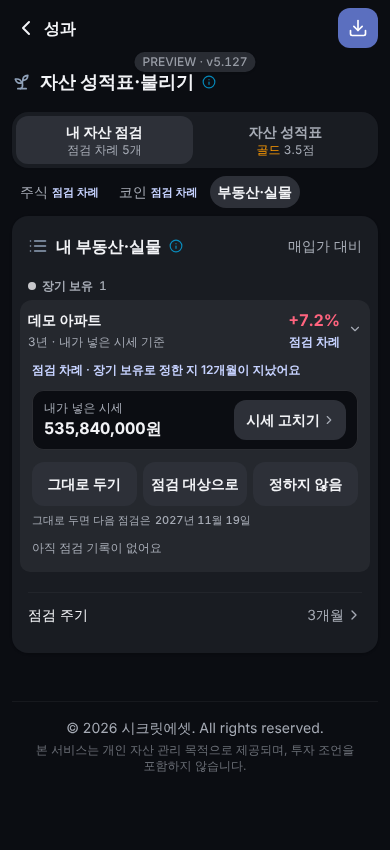 성과
PREVIEW · v5.127
자산 성적표·불리기
내 자산 점검
점검 차례 5개
자산 성적표
골드 3.5점
주식 점검 차례
코인 점검 차례
부동산·실물
내 부동산·실물
매입가 대비
장기 보유 1
데모 아파트
+7.2%
3년 · 내가 넣은 시세 기준
점검 차례
점검 차례 · 장기 보유로 정한 지 12개월이 지났어요
내가 넣은 시세
535,840,000원
시세 고치기
그대로 두기
점검 대상으로
정하지 않음
그대로 두면 다음 점검은 2027년 11월 19일
아직 점검 기록이 없어요
점검 주기
3개월
© 2026 시크릿에셋. All rights reserved.
본 서비스는 개인 자산 관리 목적으로 제공되며, 투자 조언을
포함하지 않습니다.